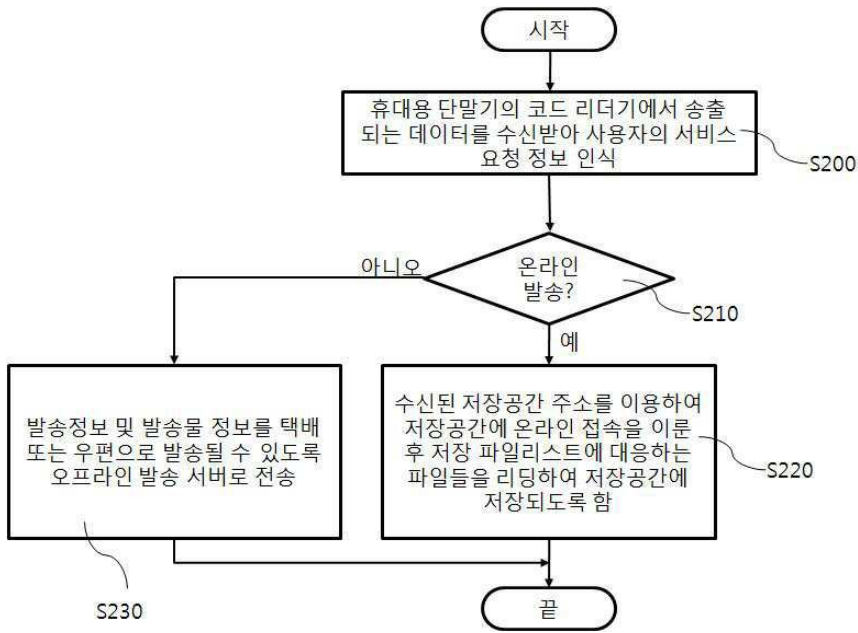 시작
휴대용 단말기의 코드 리더기에서 송출
되는 데이터를 수신받아 사용자의 서비스
요청 정보 인식
S200
온라인
발송?
S210
아니오
예
발송정보 및 발송물 정보를 택배
또는 우편으로 발송될 수 있도록
오프라인 발송 서버로 전송
S230
수신된 저장공간 주소를 이용하여
저장공간에 온라인 접속을 이룬
후 저장 파일리스트에 대응하는
파일들을 리딩하여 저장공간에
저장되도록 함
S220
끝